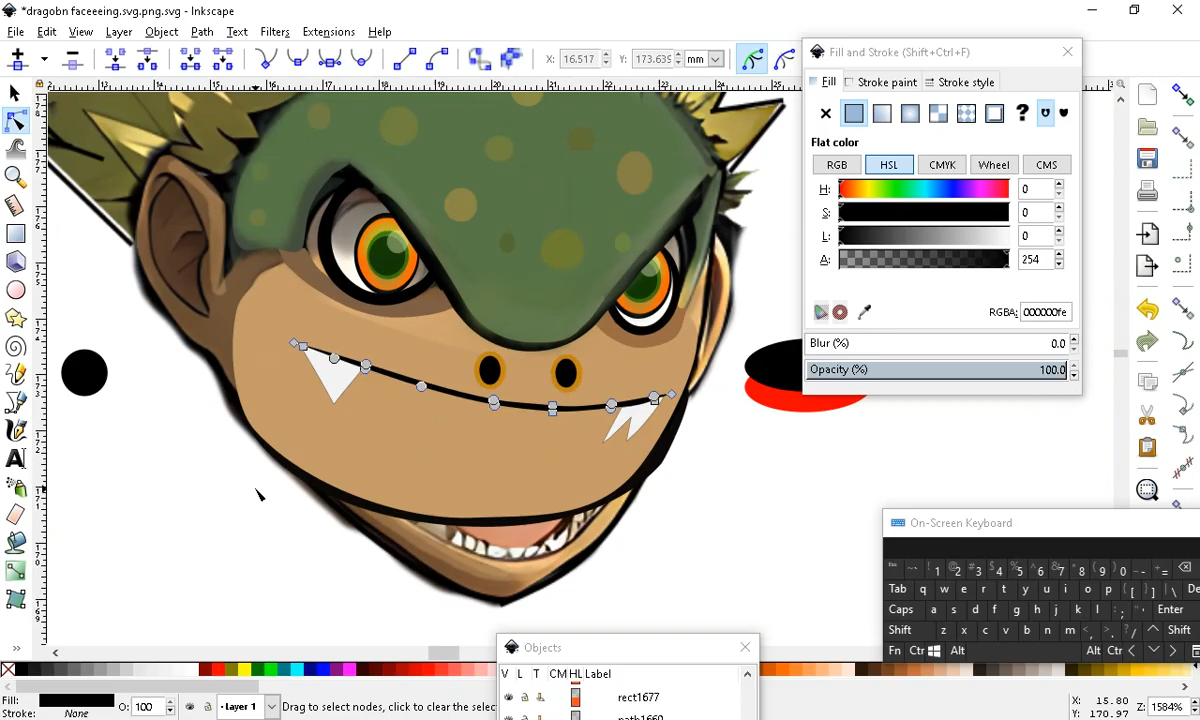 *dragobn faceeeing.svg.png.svg - Inkscape
File Edit View Layer Object Path Text Filters Extensions Help
X: 16.517 Y: 173.635 mm
Fill and Stroke (Shift+Ctrl+F)
Fill Stroke paint Stroke style
?
Flat color
RGB HSL CMYK Wheel CMS
H: 0
S: 0
L: 0
A: 254
RGBA: 000000fe
Blur (%) 0.0
Opacity (%) 100.0
On-Screen Keyboard
Tab q w e r t y u i o p
Caps a s d f g h j k l Enter
Shift z x c v b n m Shift
Fn Ctr Alt Alt Ctr
Objects
V L T CM HL Label
rect1677
path1660
Fill:
Stroke: None
O: 100
Layer 1
Drag to select nodes, click to clear the selec
X: 15.80
Y: 170.97
Z: 1584%